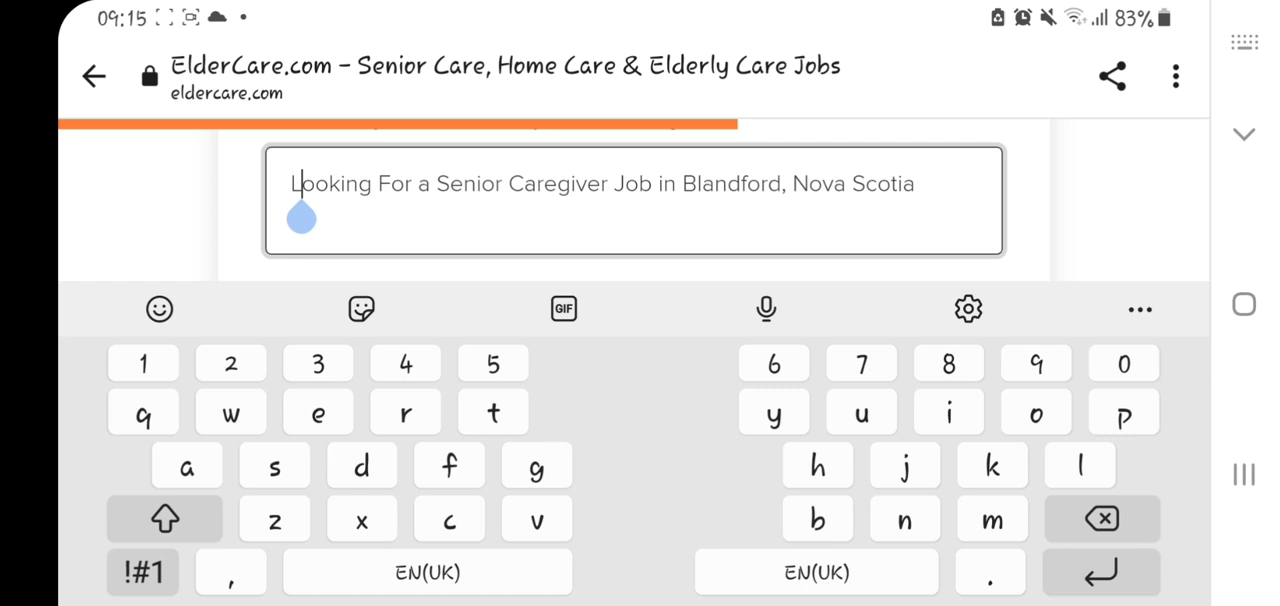 09:15
83%
ElderCare.com - Senior Care, Home Care & Elderly Care Jobs
eldercare.com
Looking For a Senior Caregiver Job in Blandford, Nova Scotia
GIF
1 2 3 4 5 6 7 8 9 0
q w e r t y u i o p
a s d f g h j k l
z x c v b n m
!#1 , EN(UK) EN(UK) .